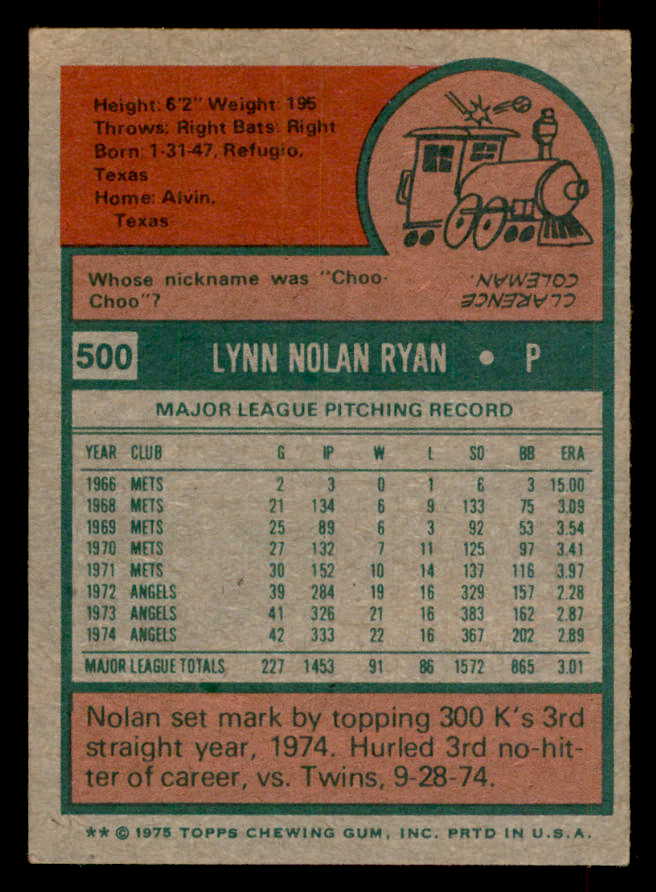 Height: 6'2" Weight: 195
Throws: Right Bats: Right
Born: 1-31-47, Refugio,
Texas
Home: Alvin,
Texas
Whose nickname was "Choo-
Choo"?
CLARENCE
COLEMAN.
500 LYNN NOLAN RYAN • P
MAJOR LEAGUE PITCHING RECORD
YEAR CLUB G IP W L SO BB ERA
1966 METS 2 3 0 1 6 3 15.00
1968 METS 21 134 6 9 133 75 3.09
1969 METS 25 89 6 3 92 53 3.54
1970 METS 27 132 7 11 125 97 3.41
1971 METS 30 152 10 14 137 116 3.97
1972 ANGELS 39 284 19 16 329 157 2.28
1973 ANGELS 41 326 21 16 383 162 2.87
1974 ANGELS 42 333 22 16 367 202 2.89
MAJOR LEAGUE TOTALS 227 1453 91 86 1572 865 3.01
Nolan set mark by topping 300 K's 3rd
straight year, 1974. Hurled 3rd no-hit-
ter of career, vs. Twins, 9-28-74.
** © 1975 TOPPS CHEWING GUM, INC. PRTD IN U.S.A.